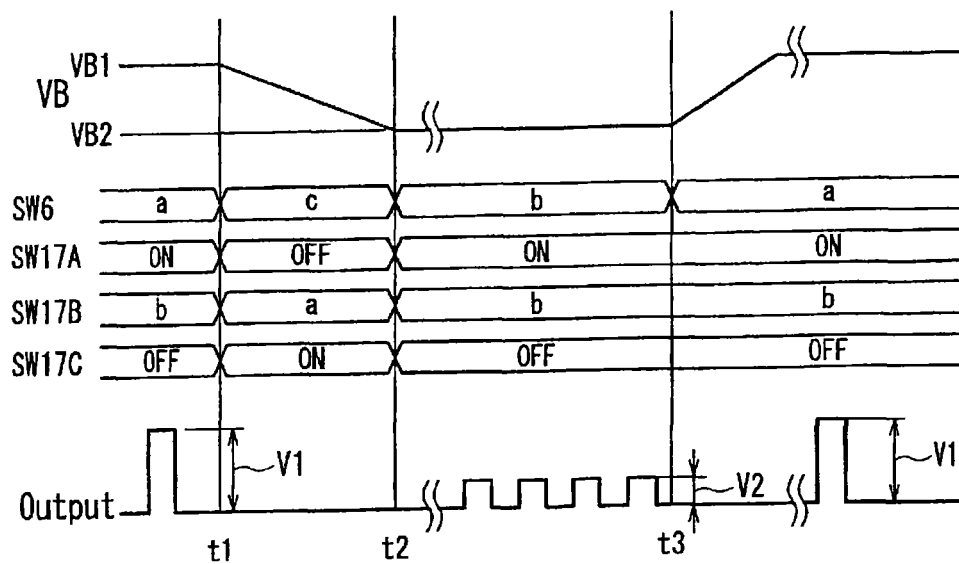 VB1
VB
VB2
SW6 a c b a
SW17A ON OFF ON ON
SW17B b a b b
SW17C OFF ON OFF OFF
V1 V2 V1
Output
t1 t2 t3